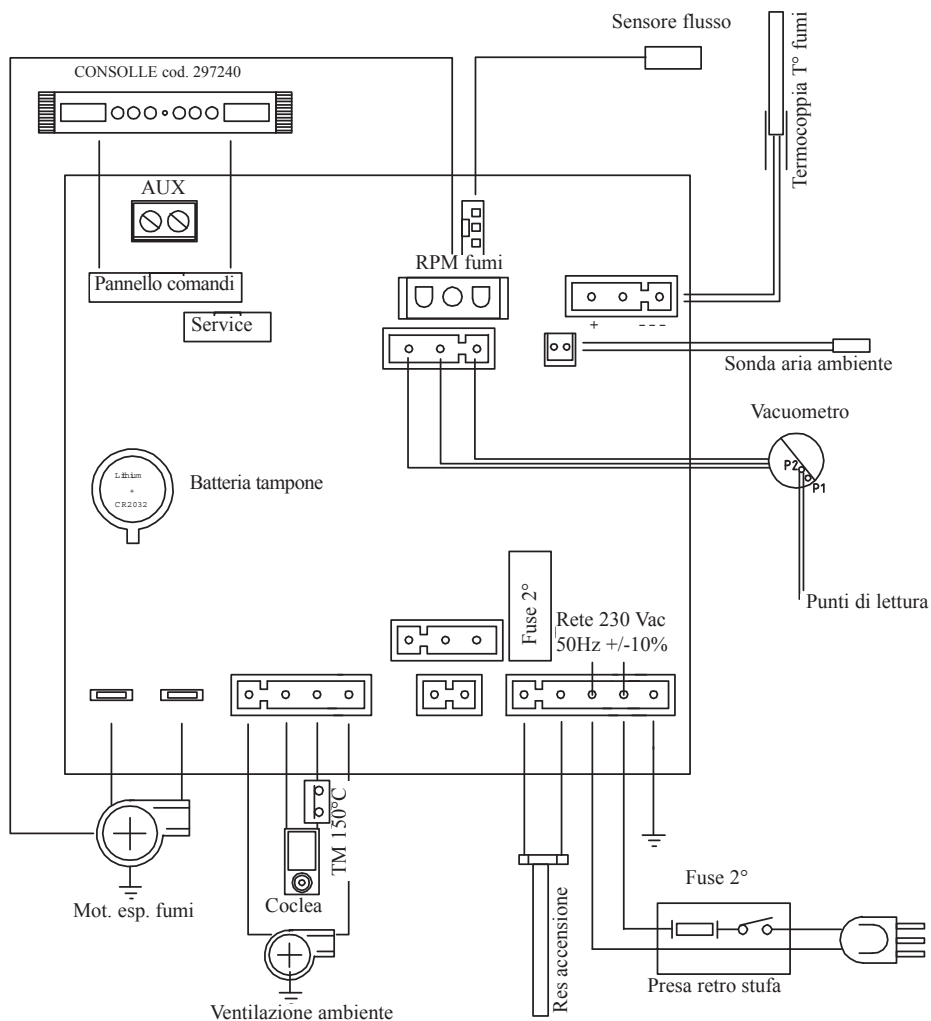 Sensore flusso
Termocoppia T° fumi
CONSOLLE cod. 297240
AUX
RPM fumi
Pannello comandi
Service
+
---
Sonda aria ambiente
Vacuometro
P2
P1
Lithium
+
CR2032
Batteria tampone
Punti di lettura
Fuse 2°
Rete 230 Vac
50Hz +/-10%
TM 150°C
Coclea
Mot. esp. fumi
Res accensione
Fuse 2°
Presa retro stufa
Ventilazione ambiente